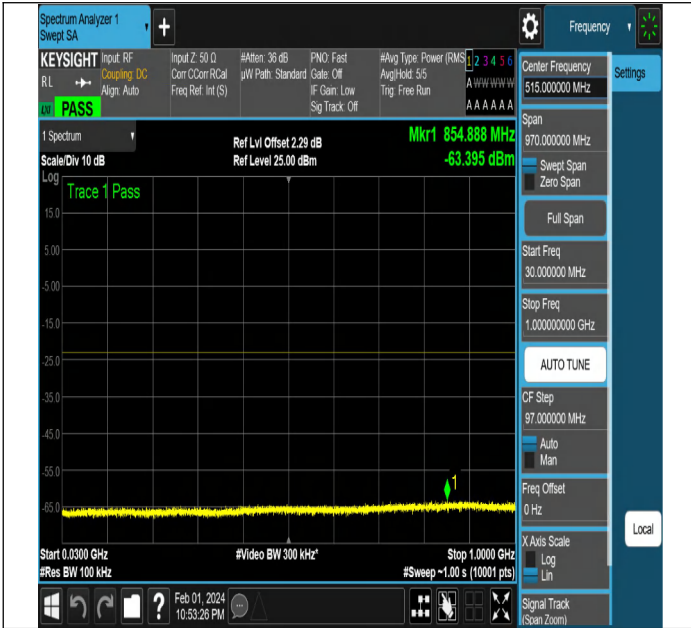 Spectrum Analyzer 1
Swept SA
+
Frequency
KEYSIGHT
RL
Input: RF
Coupling: DC
Align: Auto
Input Z: 50 Ω
Corr CCorr RCal
Freq Ref: Int (S)
#Atten: 36 dB
µW Path: Standard
PNO: Fast
Gate: Off
IF Gain: Low
Sig Track: Off
#Avg Type: Power (RMS
Avg|Hold: 5/5
Trig: Free Run
1 2 3 4 5 6
A W W W W W
A A A A A A
LXI PASS
1 Spectrum
Scale/Div 10 dB
Ref Lvl Offset 2.29 dB
Ref Level 25.00 dBm
Mkr1 854.888 MHz
-63.395 dBm
Log
Trace 1 Pass
15.0
5.00
-5.00
-15.0
-25.0
-35.0
-45.0
-55.0
-65.0
1
Start 0.0300 GHz
#Res BW 100 kHz
#Video BW 300 kHz*
Stop 1.0000 GHz
#Sweep ~1.00 s (10001 pts)
Center Frequency
515.000000 MHz
Settings
Span
970.000000 MHz
Swept Span
Zero Span
Full Span
Start Freq
30.000000 MHz
Stop Freq
1.000000000 GHz
AUTO TUNE
CF Step
97.000000 MHz
Auto
Man
Freq Offset
0 Hz
X Axis Scale
Log
Lin
Local
Signal Track
(Span Zoom)
?
Feb 01, 2024
10:53:26 PM